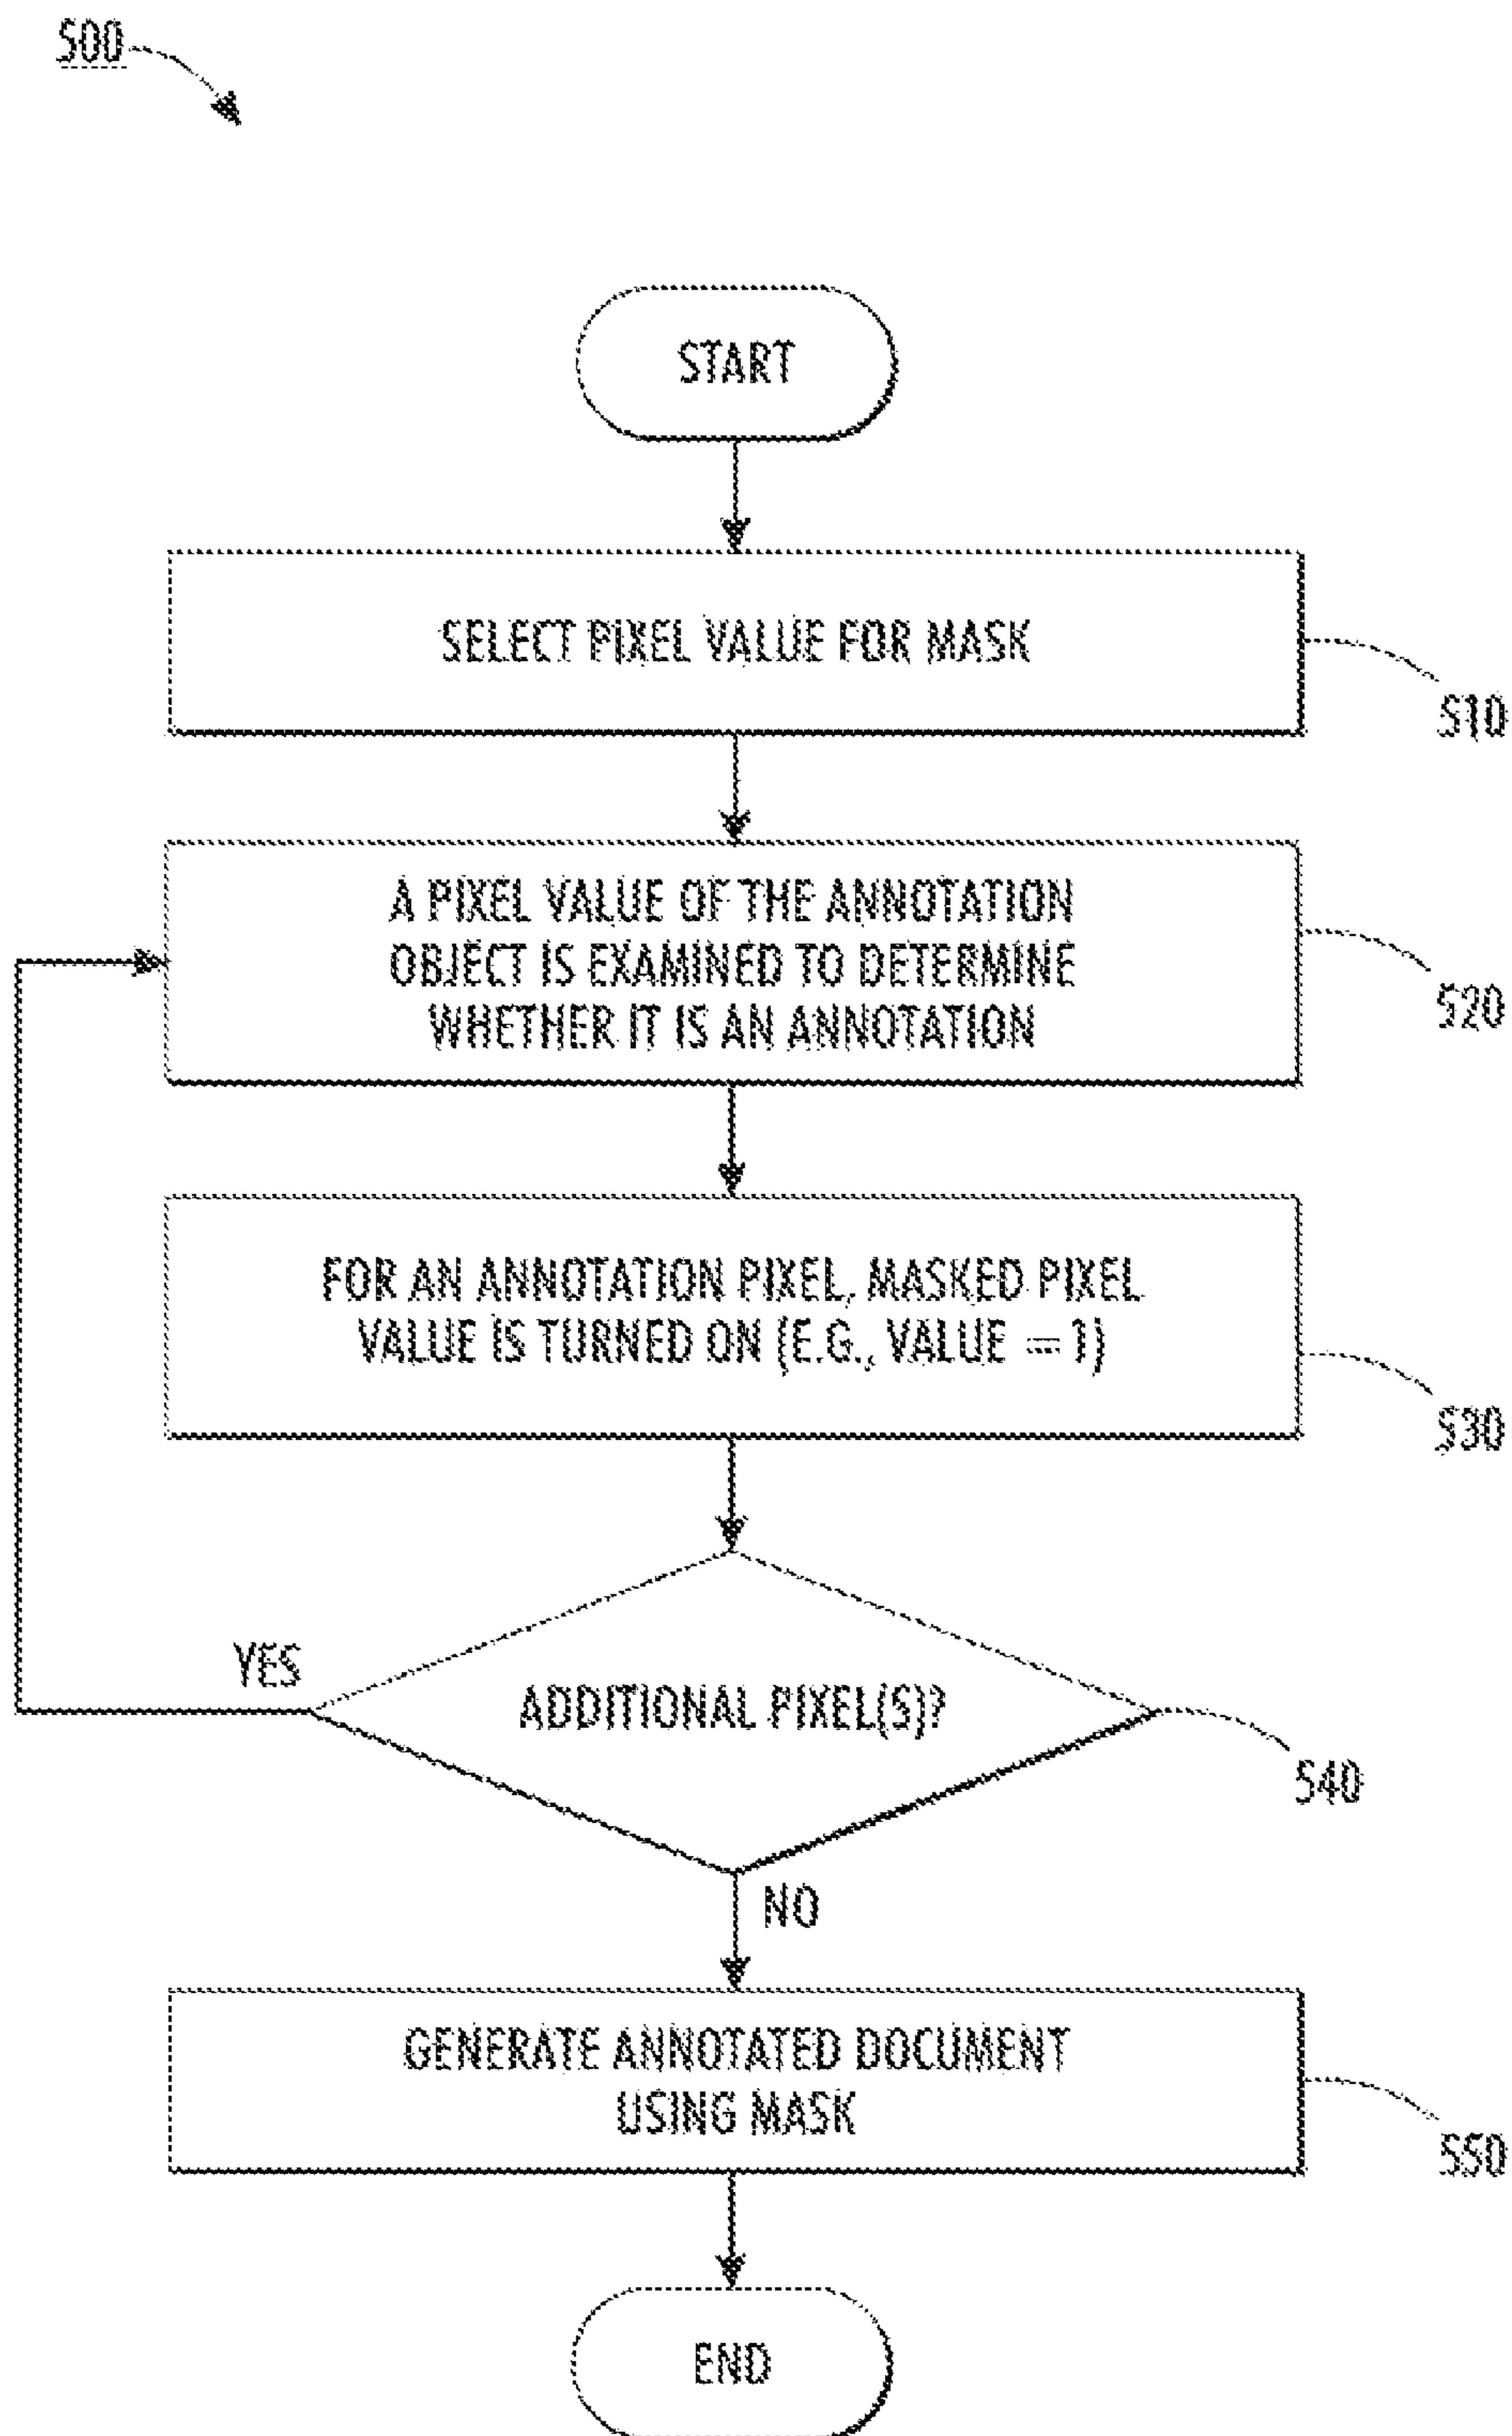 500
START
SELECT PIXEL VALUE FOR MASK
510
A PIXEL VALUE OF THE ANNOTATION
OBJECT IS EXAMINED TO DETERMINE
WHETHER IT IS AN ANNOTATION
520
FOR AN ANNOTATION PIXEL, MASKED PIXEL
VALUE IS TURNED ON (E.G., VALUE = 1)
530
YES
ADDITIONAL PIXEL(S)?
540
NO
GENERATE ANNOTATED DOCUMENT
USING MASK
550
END